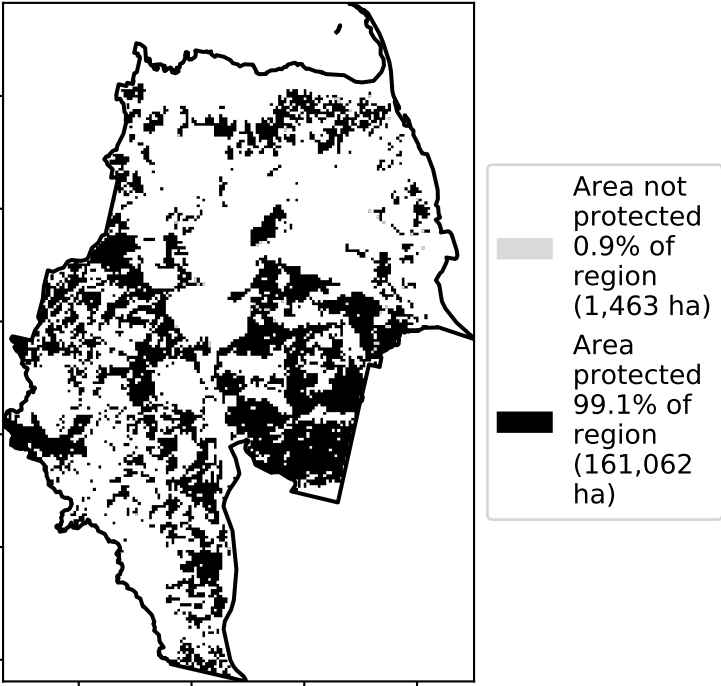 Area not
protected
0.9% of
region
(1,463 ha)
Area
protected
99.1% of
region
(161,062
ha)